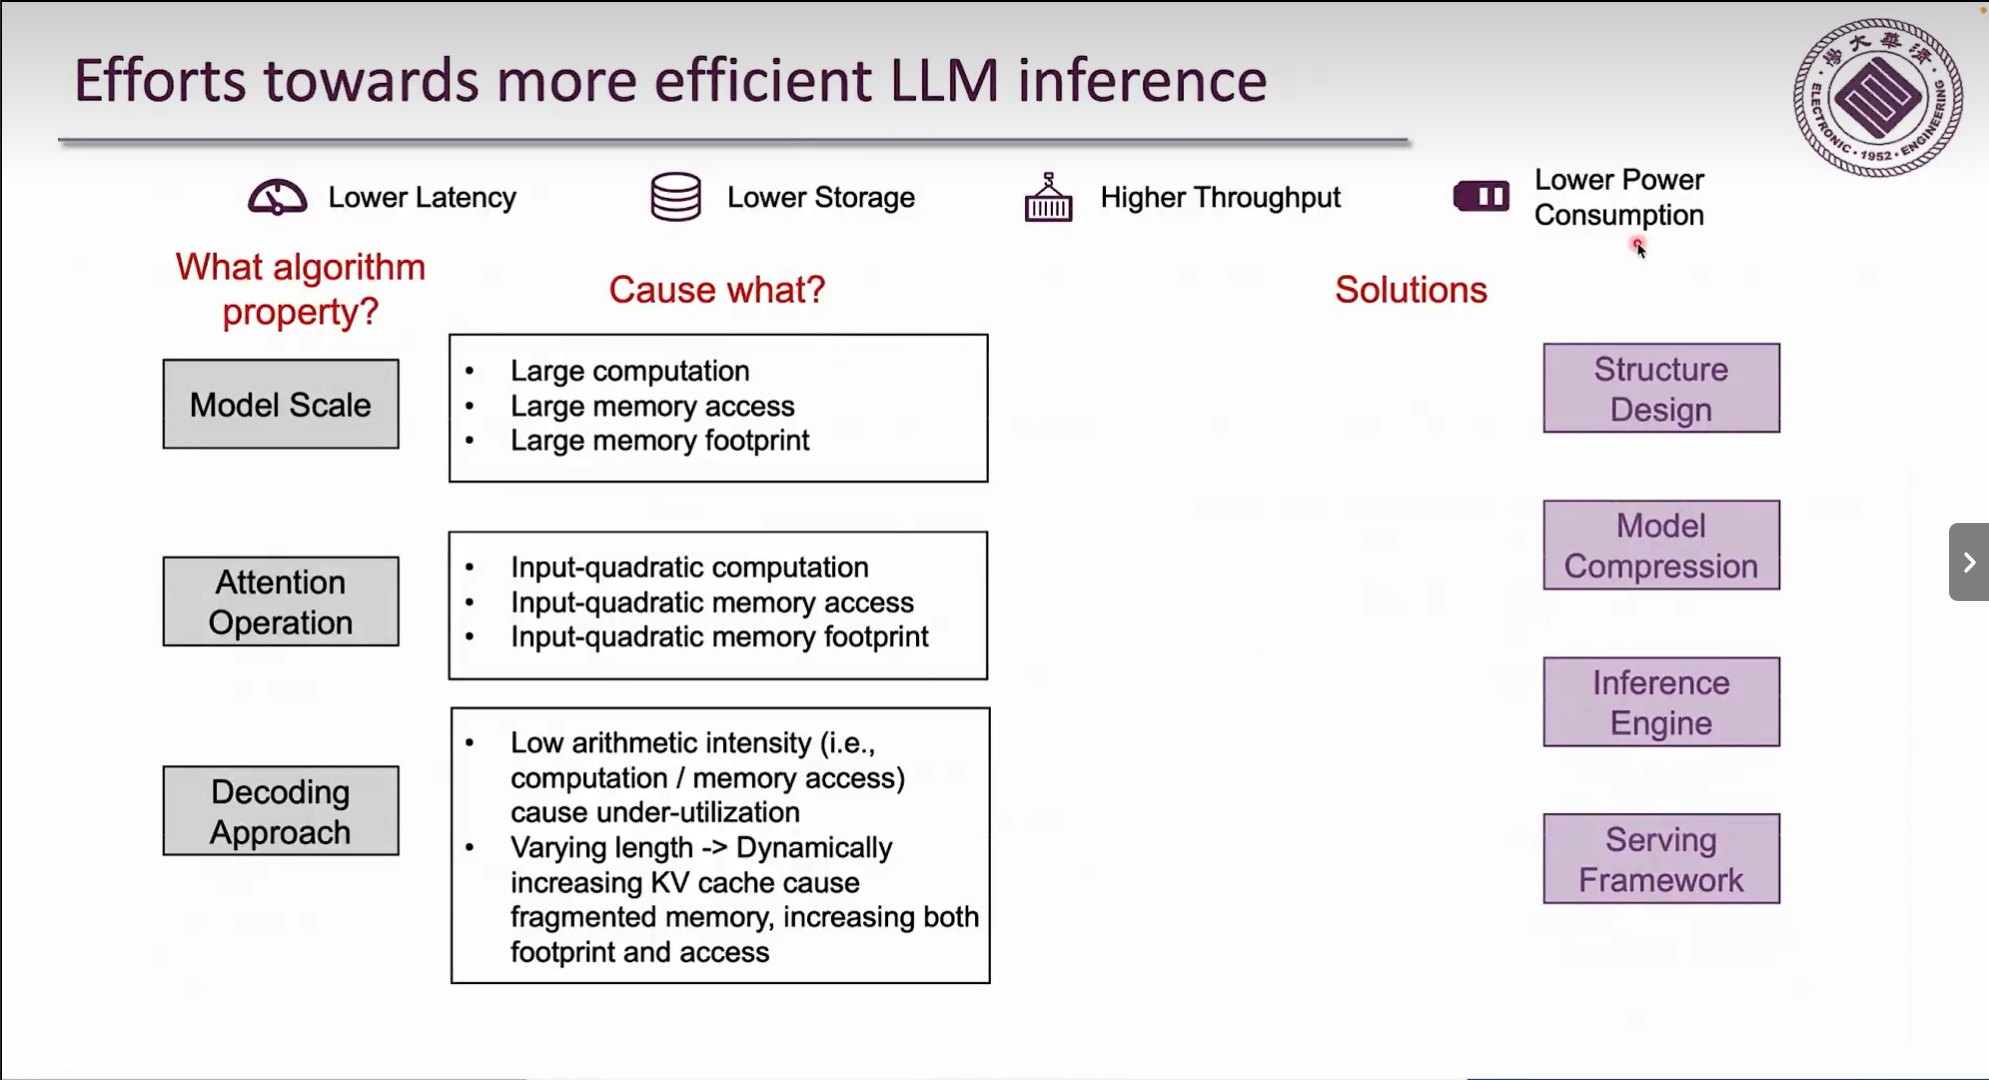 Efforts towards more efficient LLM inference
學大華清
ELECTRONIC • 1952 • ENGINEERING
Lower Latency
Lower Storage
Higher Throughput
Lower Power
Consumption
What algorithm
property?
Cause what?
Solutions
Model Scale
• Large computation
• Large memory access
• Large memory footprint
Attention
Operation
• Input-quadratic computation
• Input-quadratic memory access
• Input-quadratic memory footprint
Decoding
Approach
• Low arithmetic intensity (i.e.,
computation / memory access)
cause under-utilization
• Varying length -> Dynamically
increasing KV cache cause
fragmented memory, increasing both
footprint and access
Structure
Design
Model
Compression
Inference
Engine
Serving
Framework